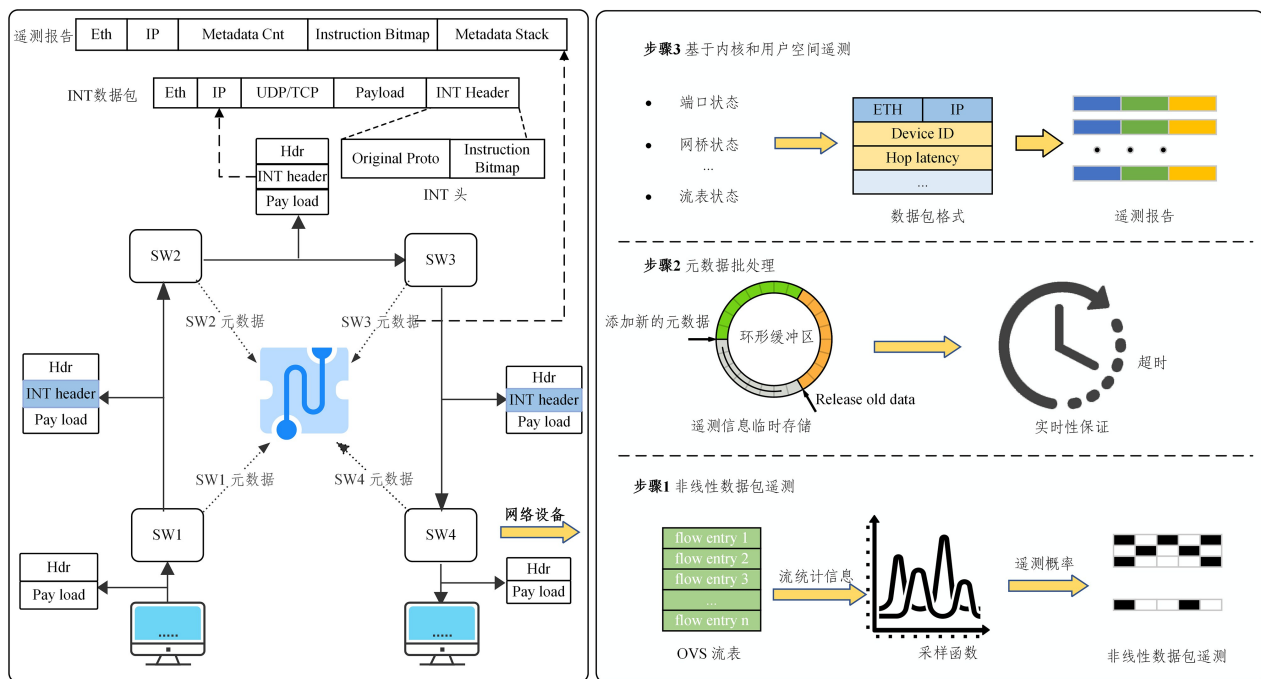 遥测报告
Eth IP Metadata Cnt Instruction Bitmap Metadata Stack
INT数据包
Eth IP UDP/TCP Payload INT Header
Original Proto Instruction Bitmap
INT 头
Hdr
INT header
Pay load
SW2
SW3
SW2 元数据
SW3 元数据
Hdr
INT header
Pay load
Hdr
INT header
Pay load
SW1 元数据
SW4 元数据
SW1
SW4
网络设备
Hdr
Pay load
Hdr
Pay load
.....
.....
步骤3 基于内核和用户空间遥测
• 端口状态
• 网桥状态
...
• 流表状态
ETH IP
Device ID
Hop latency
...
数据包格式
遥测报告
步骤2 元数据批处理
添加新的元数据
环形缓冲区
Release old data
遥测信息临时存储
超时
实时性保证
步骤1 非线性数据包遥测
flow entry 1
flow entry 2
flow entry 3
...
flow entry n
OVS 流表
流统计信息
采样函数
遥测概率
非线性数据包遥测